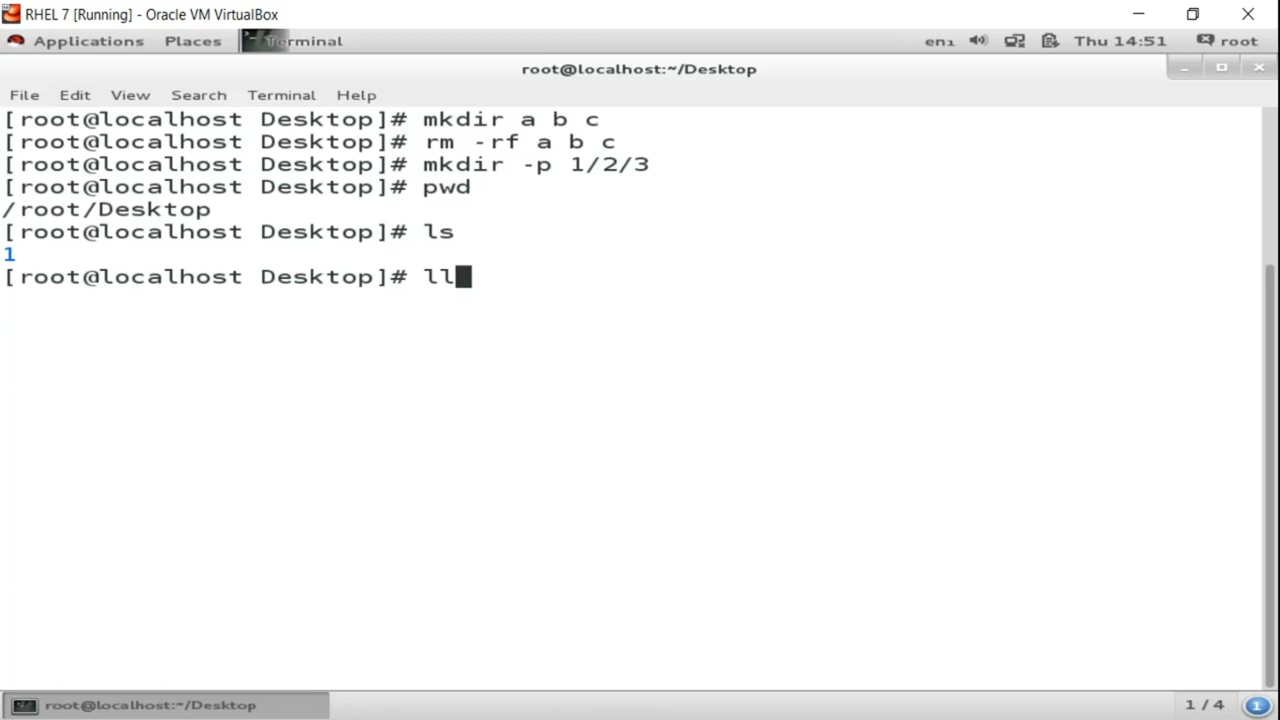 RHEL 7 [Running] - Oracle VM VirtualBox
Applications Places Terminal en1 Thu 14:51 root
root@localhost:~/Desktop
File Edit View Search Terminal Help
[root@localhost Desktop]# mkdir a b c
[root@localhost Desktop]# rm -rf a b c
[root@localhost Desktop]# mkdir -p 1/2/3
[root@localhost Desktop]# pwd
/root/Desktop
[root@localhost Desktop]# ls
1
[root@localhost Desktop]# ll
root@localhost:~/Desktop 1 / 4 1